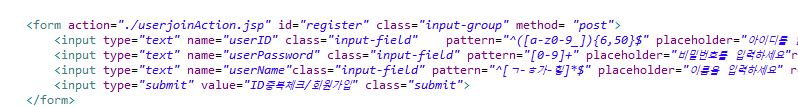 <form action="./userjoinAction.jsp" id="register" class="input-group" method= "post">
<input type="text" name="userID" class="input-field" pattern="^([a-z0-9_]){6,50}$" placeholder="아이디를
<input type="text" name="userPassword" class="input-field" pattern="[0-9]+" placeholder="비밀번호를 입력하세요"r
<input type="text" name="userName"class="input-field" pattern="^[ㄱ-ㅎ가-힣]*$" placeholder="이름을 입력하세요" r
<input type="submit" value="ID중복체크/회원가입" class="submit">
</form>